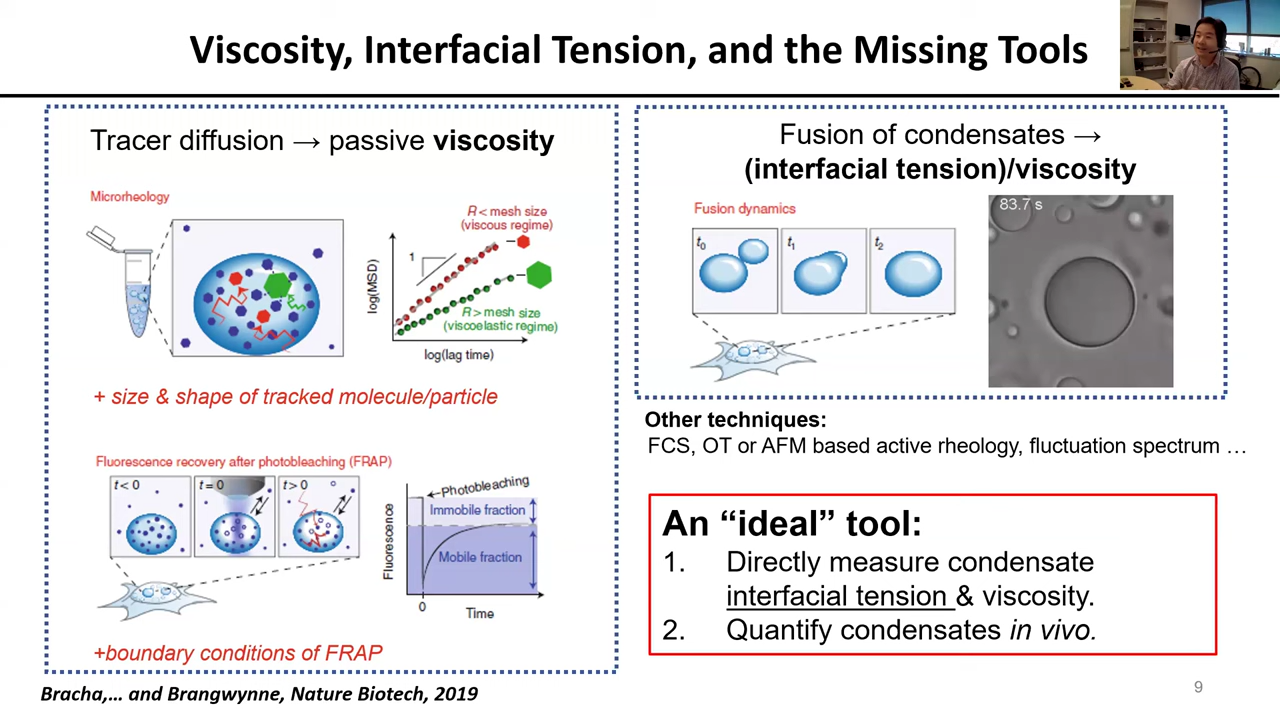 Viscosity, Interfacial Tension, and the Missing Tools
Tracer diffusion → passive viscosity
Microrheology
R < mesh size
(viscous regime)
1
log(MSD)
R > mesh size
(viscoelastic regime)
log(lag time)
+ size & shape of tracked molecule/particle
Fluorescence recovery after photobleaching (FRAP)
t < 0
t = 0
t > 0
Photobleaching
Immobile fraction
Mobile fraction
Fluorescence
0
Time
+boundary conditions of FRAP
Bracha,… and Brangwynne, Nature Biotech, 2019
Fusion of condensates →
(interfacial tension)/viscosity
Fusion dynamics
t0
t1
t2
83.7 s
Other techniques:
FCS, OT or AFM based active rheology, fluctuation spectrum …
An “ideal” tool:
1. Directly measure condensate
interfacial tension & viscosity.
2. Quantify condensates in vivo.
9